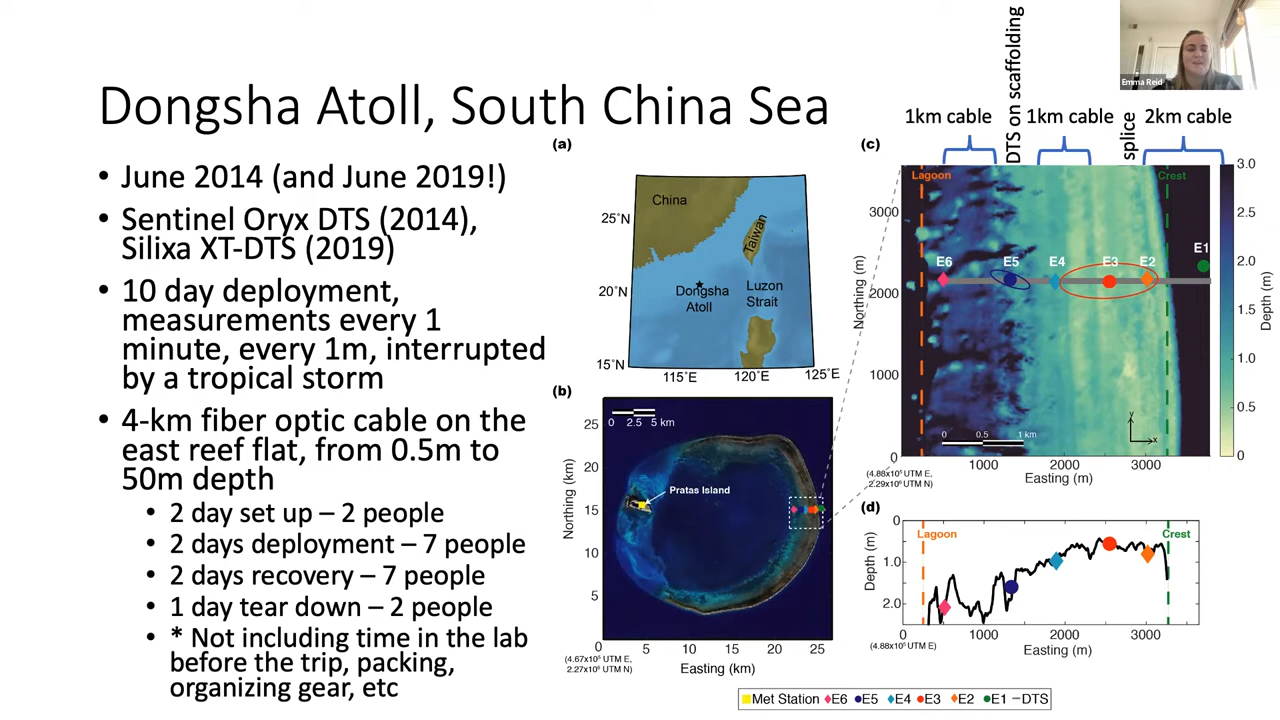 Dongsha Atoll, South China Sea
• June 2014 (and June 2019!)
• Sentinel Oryx DTS (2014),
Silixa XT-DTS (2019)
• 10 day deployment,
measurements every 1
minute, every 1m, interrupted
by a tropical storm
• 4-km fiber optic cable on the
east reef flat, from 0.5m to
50m depth
• 2 day set up – 2 people
• 2 days deployment – 7 people
• 2 days recovery – 7 people
• 1 day tear down – 2 people
• * Not including time in the lab
before the trip, packing,
organizing gear, etc
(a)
China
Taiwan
Dongsha
Atoll
Luzon
Strait
25°N
20°N
15°N
115°E
120°E
125°E
(b)
0 2.5 5 km
Pratas Island
Northing (km)
25
20
15
10
5
0
5
10
15
20
25
(4.67x10⁵ UTM E,
2.27x10⁶ UTM N)
Easting (km)
1km cable
DTS on scaffolding
1km cable
splice
2km cable
(c)
Lagoon
Crest
E6
E5
E4
E3
E2
E1
Northing (m)
3000
2000
1000
0
0 0.5 1 km
y
x
(4.88x10⁵ UTM E,
2.29x10⁶ UTM N)
1000
2000
3000
Easting (m)
3.0
2.5
2.0
1.5
1.0
0.5
0
Depth (m)
(d)
Lagoon
Crest
Depth (m)
0
1.0
2.0
0
1000
2000
3000
(4.88x10⁵ UTM E)
Easting (m)
Met Station E6 E5 E4 E3 E2 E1 DTS
Emma Reid